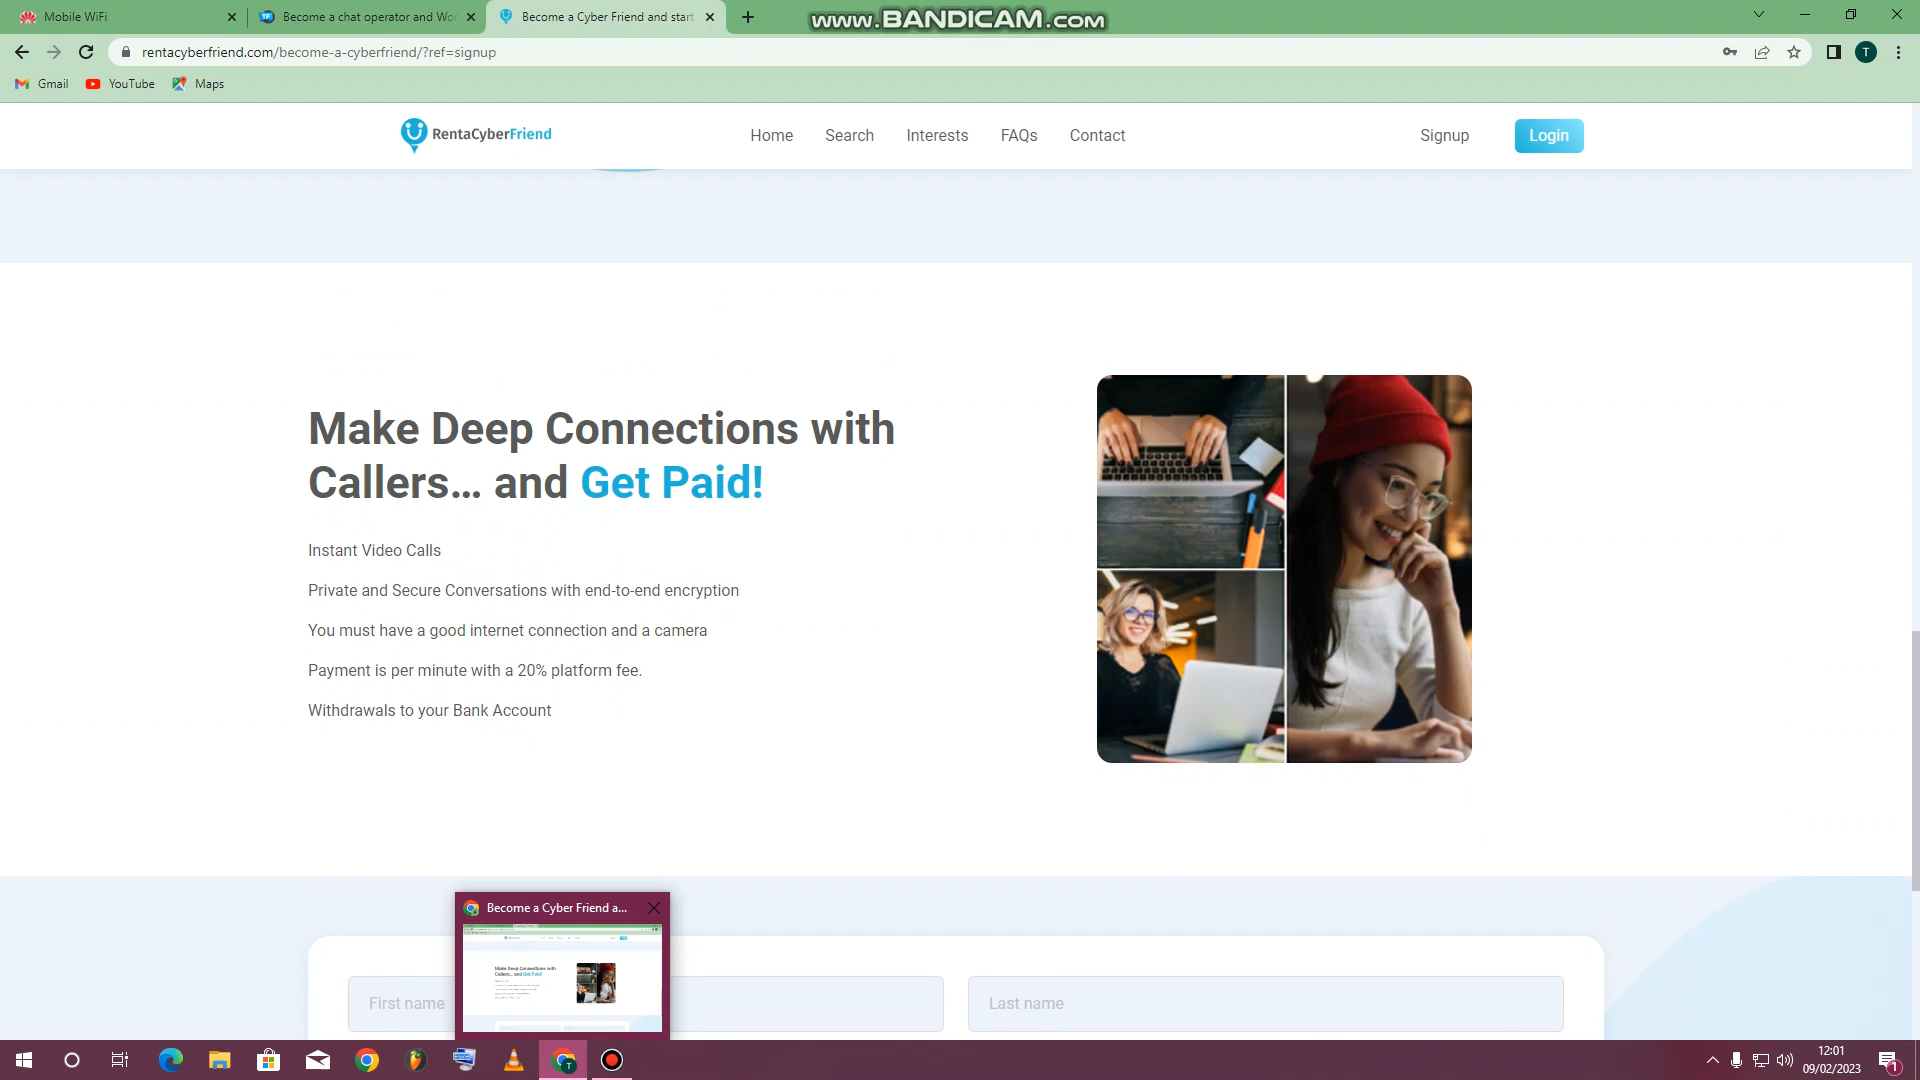 Mobile WiFi
Become a chat operator and Wor
Become a Cyber Friend and start
www.BANDICAM.com
rentacyberfriend.com/become-a-cyberfriend/?ref=signup
T
Gmail
YouTube
Maps
RentaCyberFriend
Home
Search
Interests
FAQs
Contact
Signup
Login
Make Deep Connections with
Callers... and Get Paid!
Instant Video Calls
Private and Secure Conversations with end-to-end encryption
You must have a good internet connection and a camera
Payment is per minute with a 20% platform fee.
Withdrawals to your Bank Account
Become a Cyber Friend a...
First name
Last name
T
12:01
09/02/2023
1